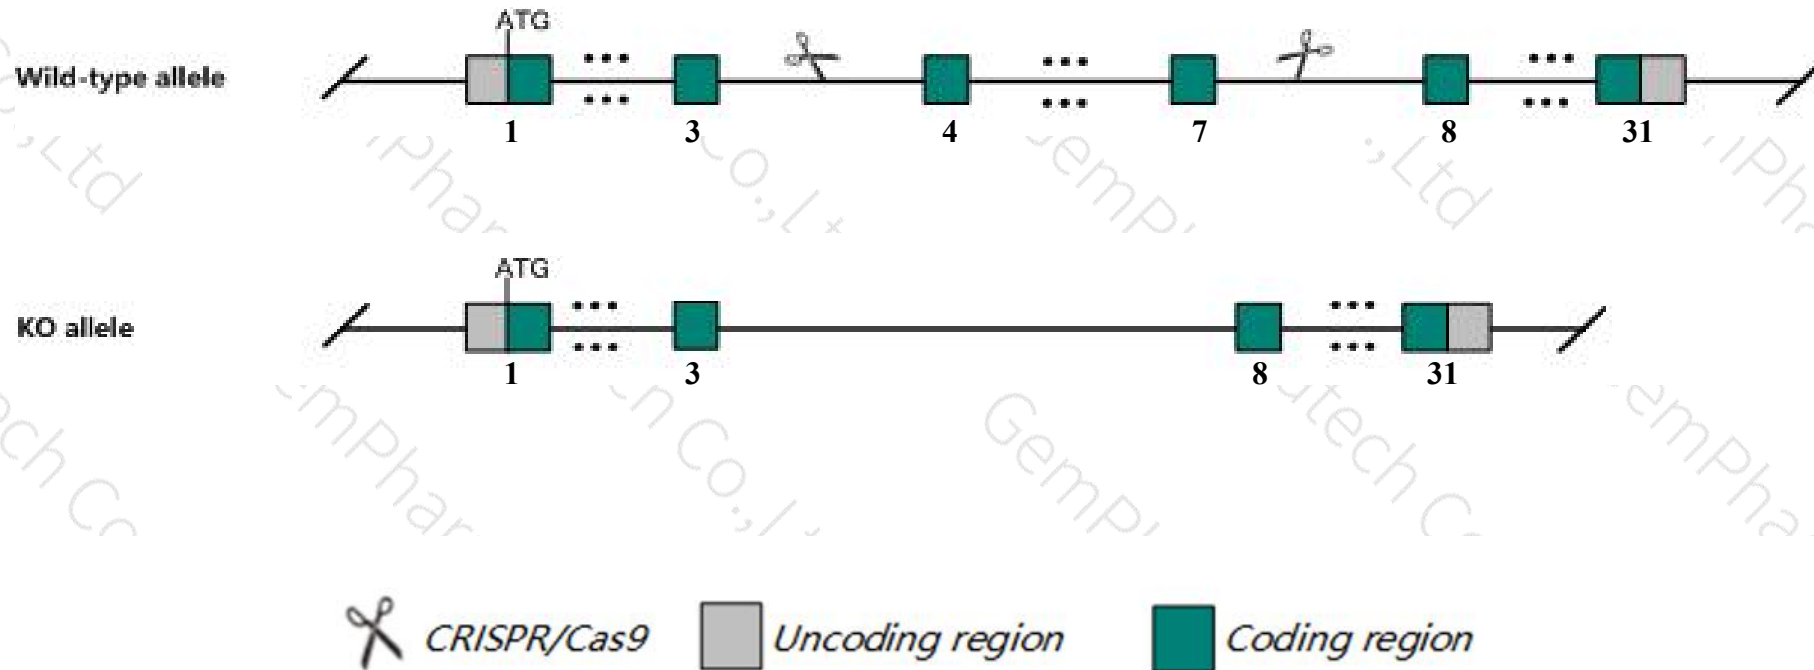 ATG
Wild-type allele
1 3 4 7 8 31
ATG
KO allele
1 3 8 31
CRISPR/Cas9 Uncoding region Coding region